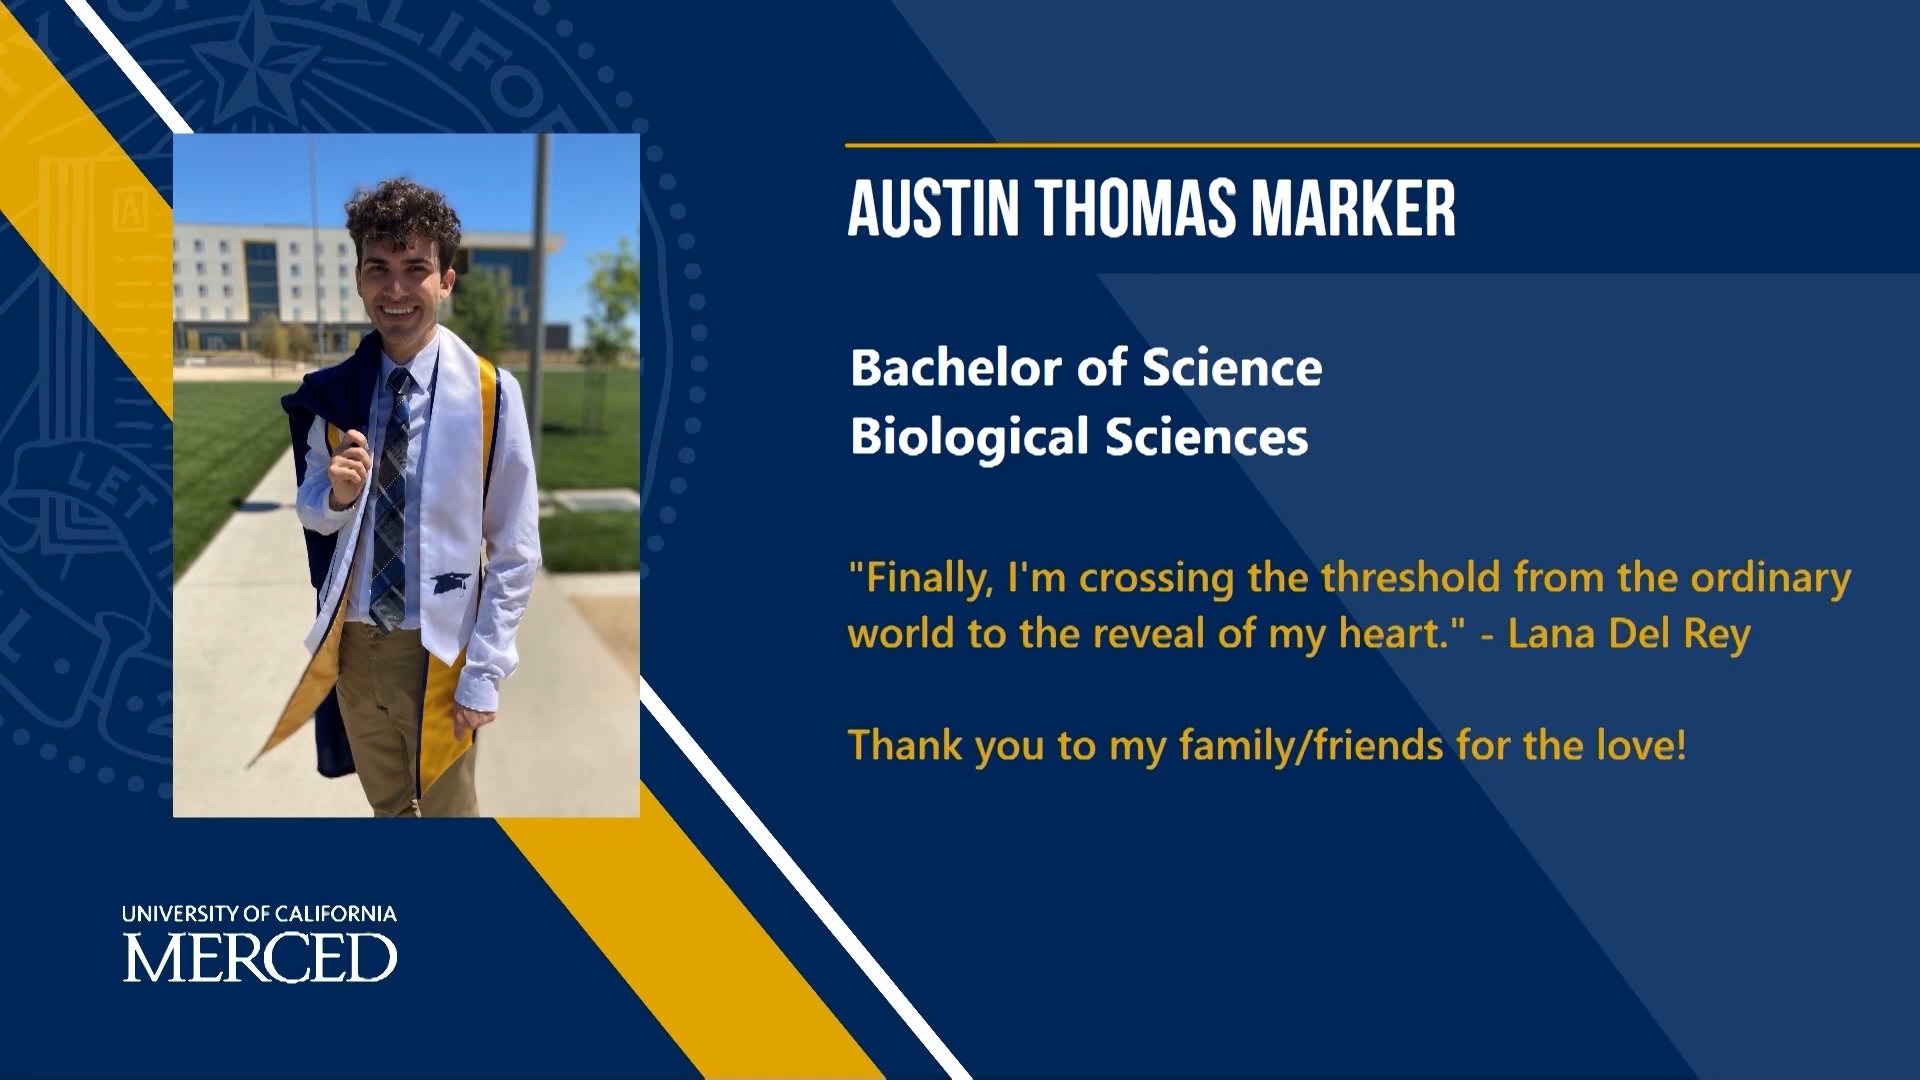 AUSTIN THOMAS MARKER
Bachelor of Science
Biological Sciences
"Finally, I'm crossing the threshold from the ordinary
world to the reveal of my heart." - Lana Del Rey
Thank you to my family/friends for the love!
UNIVERSITY OF CALIFORNIA
MERCED
CALIFOR
LET
A